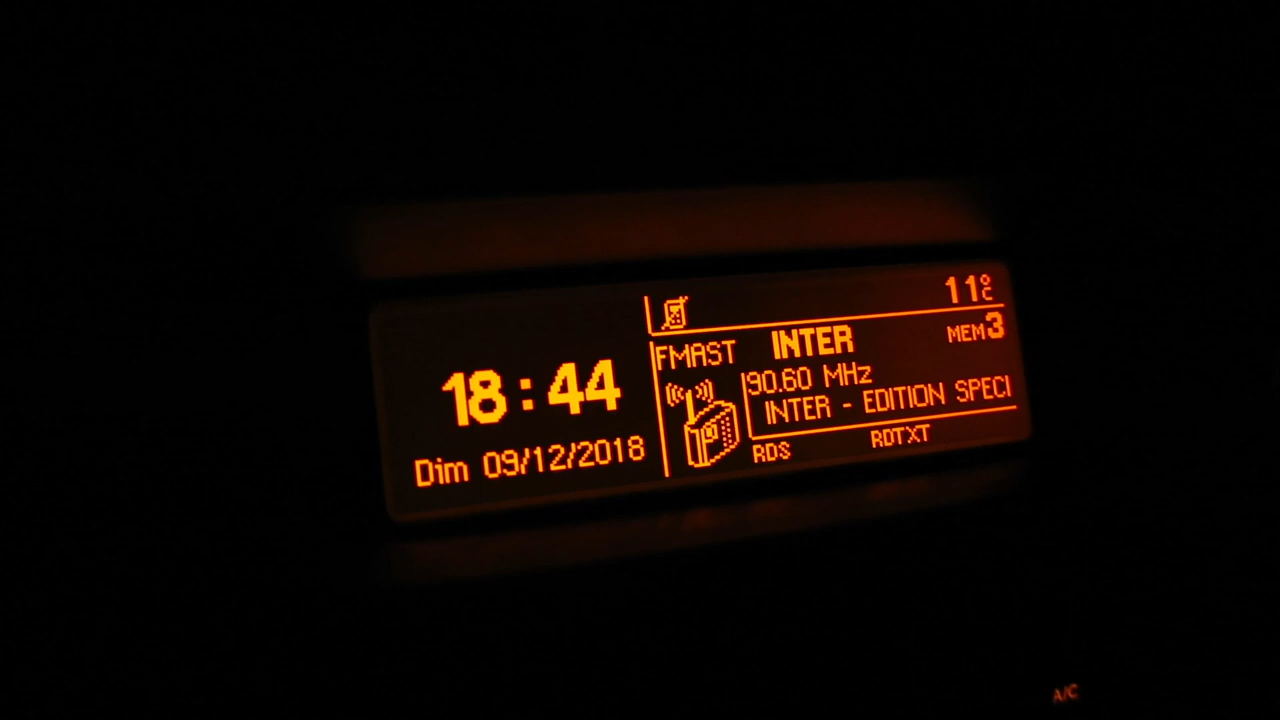 11°C
FMAST INTER MEM3
90.60 MHz
INTER - EDITION SPECI
RDS RDTXT
18:44
Dim 09/12/2018
A/C